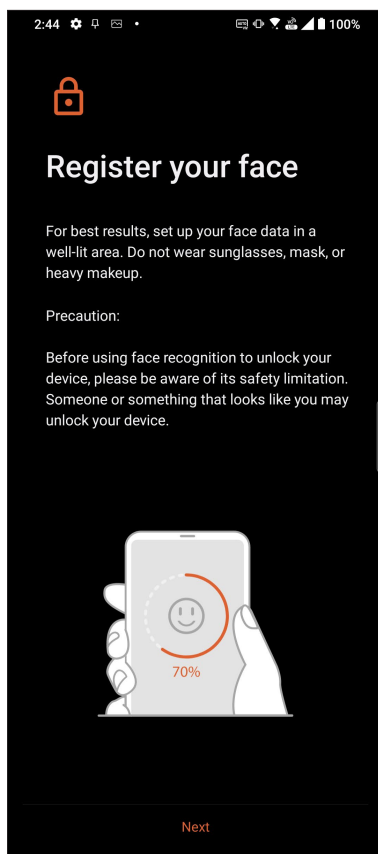 2:44 100%
Register your face
For best results, set up your face data in a
well-lit area. Do not wear sunglasses, mask, or
heavy makeup.
Precaution:
Before using face recognition to unlock your
device, please be aware of its safety limitation.
Someone or something that looks like you may
unlock your device.
70%
Next